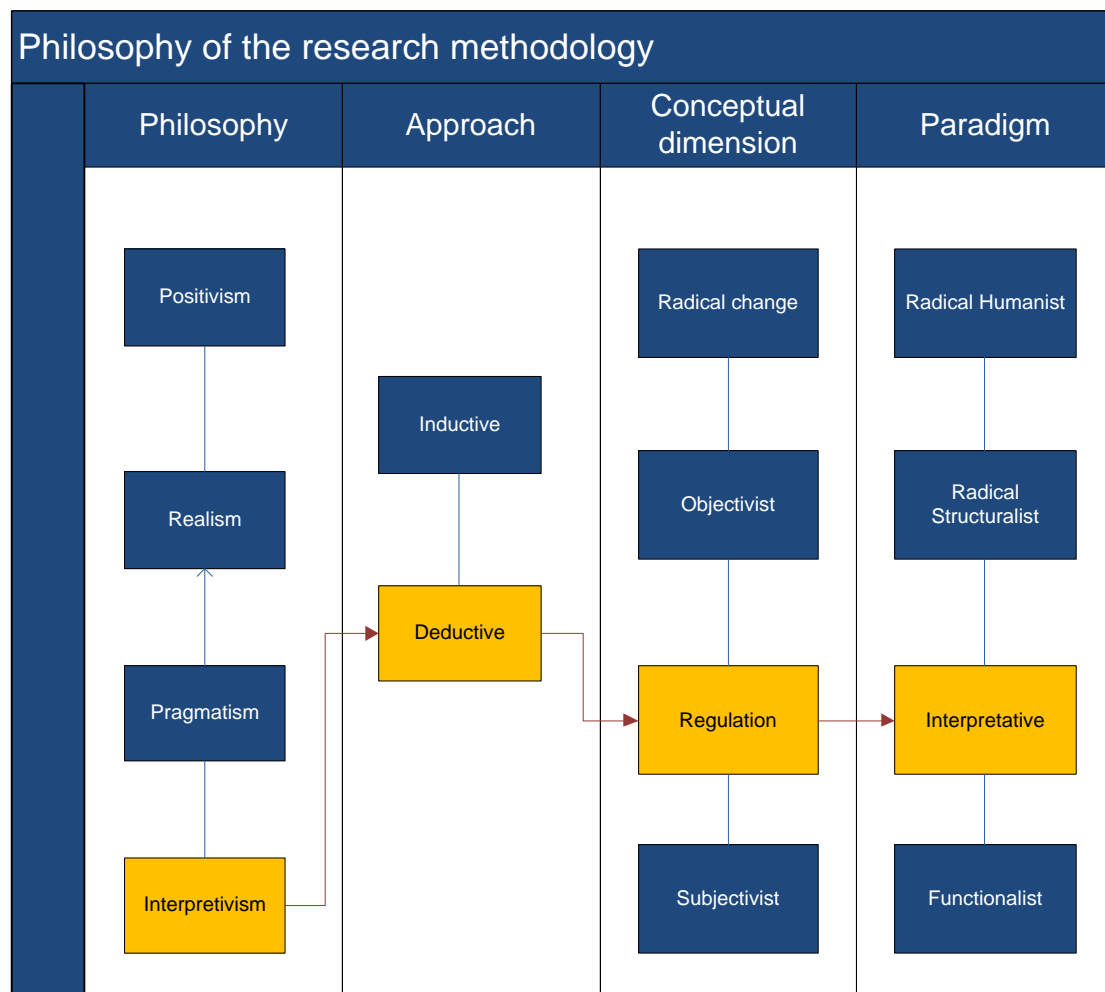 Philosophy of the research methodology
Philosophy
Approach
Conceptual
dimension
Paradigm
Positivism
Realism
Pragmatism
Interpretivism
Inductive
Deductive
Radical change
Objectivist
Regulation
Subjectivist
Radical Humanist
Radical
Structuralist
Interpretative
Functionalist